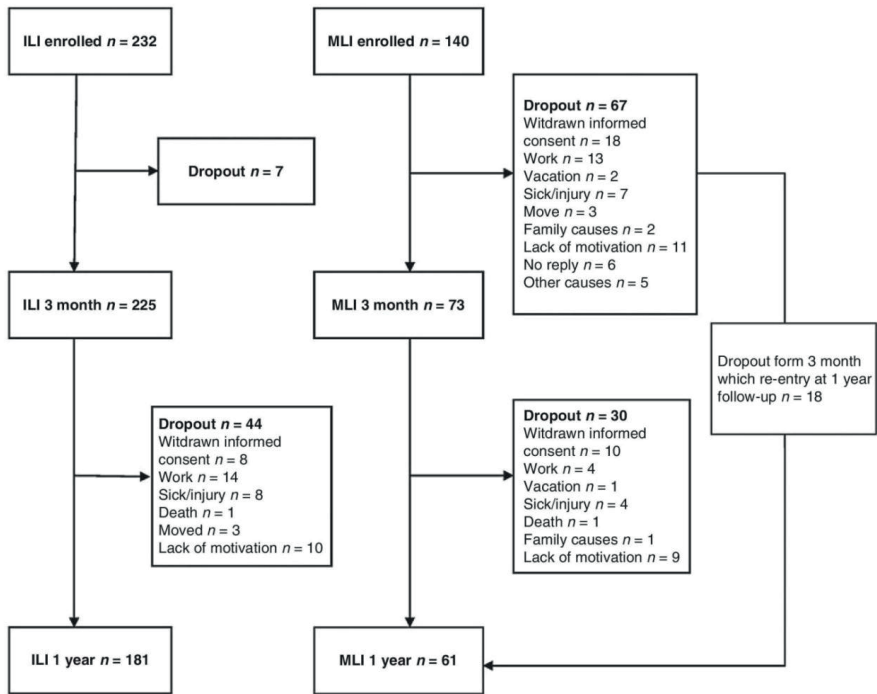 ILI enrolled n = 232
MLI enrolled n = 140
Dropout n = 7
Dropout n = 67
Witdrawn informed
consent n = 18
Work n = 13
Vacation n = 2
Sick/injury n = 7
Move n = 3
Family causes n = 2
Lack of motivation n = 11
No reply n = 6
Other causes n = 5
ILI 3 month n = 225
MLI 3 month n = 73
Dropout form 3 month
which re-entry at 1 year
follow-up n = 18
Dropout n = 44
Witdrawn informed
consent n = 8
Work n = 14
Sick/injury n = 8
Death n = 1
Moved n = 3
Lack of motivation n = 10
Dropout n = 30
Witdrawn informed
consent n = 10
Work n = 4
Vacation n = 1
Sick/injury n = 4
Death n = 1
Family causes n = 1
Lack of motivation n = 9
ILI 1 year n = 181
MLI 1 year n = 61